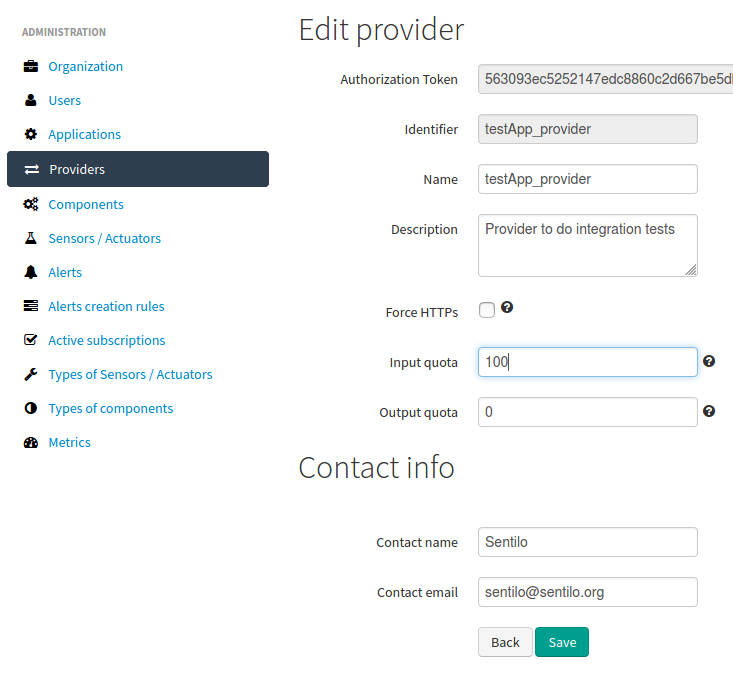 ADMINISTRATION
Organization
Users
Applications
Providers
Components
Sensors / Actuators
Alerts
Alerts creation rules
Active subscriptions
Types of Sensors / Actuators
Types of components
Metrics
Edit provider
Authorization Token 563093ec5252147edc8860c2d667be5d
Identifier testApp_provider
Name testApp_provider
Description Provider to do integration tests
Force HTTPs
Input quota 100
Output quota 0
Contact info
Contact name Sentilo
Contact email sentilo@sentilo.org
Back Save